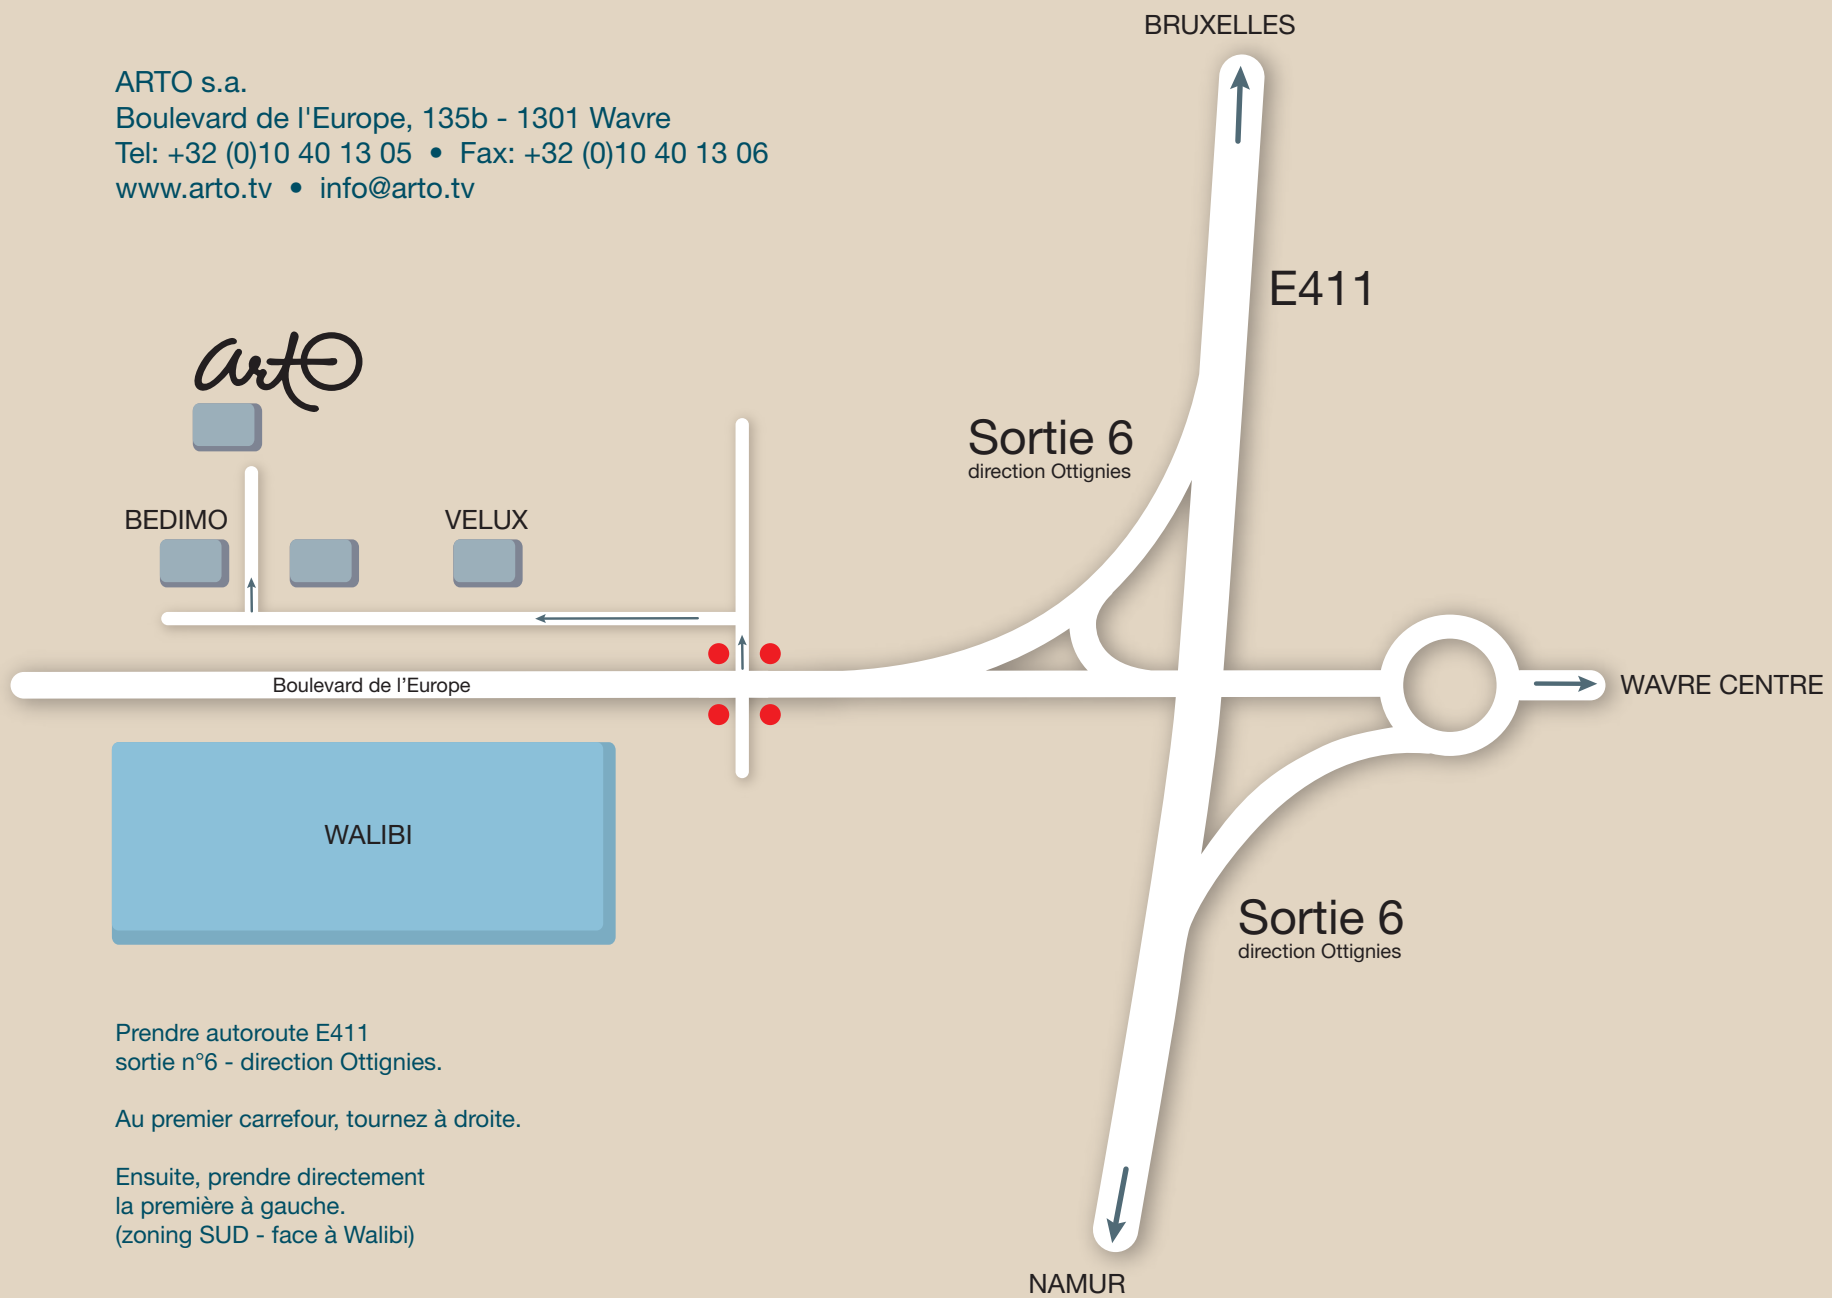 BRUXELLES
ARTO s.a.
Boulevard de l'Europe, 135b - 1301 Wavre
Tel: +32 (0)10 40 13 05 • Fax: +32 (0)10 40 13 06
www.arto.tv • info@arto.tv
E411
arto
Sortie 6
direction Ottignies
BEDIMO
VELUX
Boulevard de l'Europe
WAVRE CENTRE
WALIBI
Sortie 6
direction Ottignies
Prendre autoroute E411
sortie n°6 - direction Ottignies.
Au premier carrefour, tournez à droite.
Ensuite, prendre directement
la première à gauche.
(zoning SUD - face à Walibi)
NAMUR